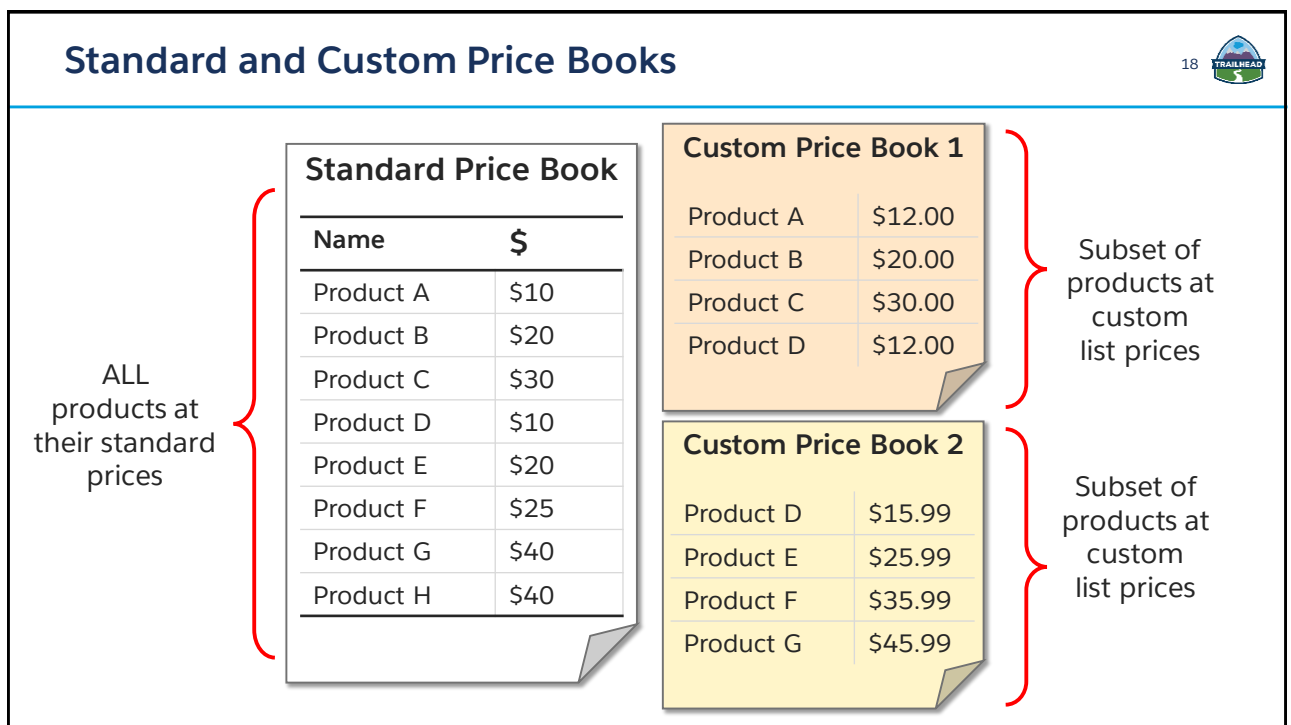 Standard and Custom Price Books
18
TRAILHEAD
ALL
products at
their standard
prices
Standard Price Book
Name $
Product A $10
Product B $20
Product C $30
Product D $10
Product E $20
Product F $25
Product G $40
Product H $40
Custom Price Book 1
Product A $12.00
Product B $20.00
Product C $30.00
Product D $12.00
Subset of
products at
custom
list prices
Custom Price Book 2
Product D $15.99
Product E $25.99
Product F $35.99
Product G $45.99
Subset of
products at
custom
list prices